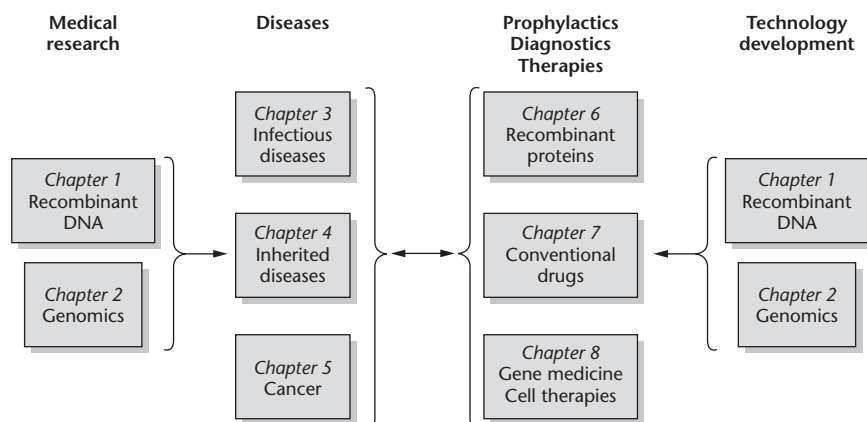 Medical
research
Diseases
Prophylactics
Diagnostics
Therapies
Technology
development
Chapter 1
Recombinant
DNA
Chapter 2
Genomics
Chapter 3
Infectious
diseases
Chapter 4
Inherited
diseases
Chapter 5
Cancer
Chapter 6
Recombinant
proteins
Chapter 7
Conventional
drugs
Chapter 8
Gene medicine
Cell therapies
Chapter 1
Recombinant
DNA
Chapter 2
Genomics